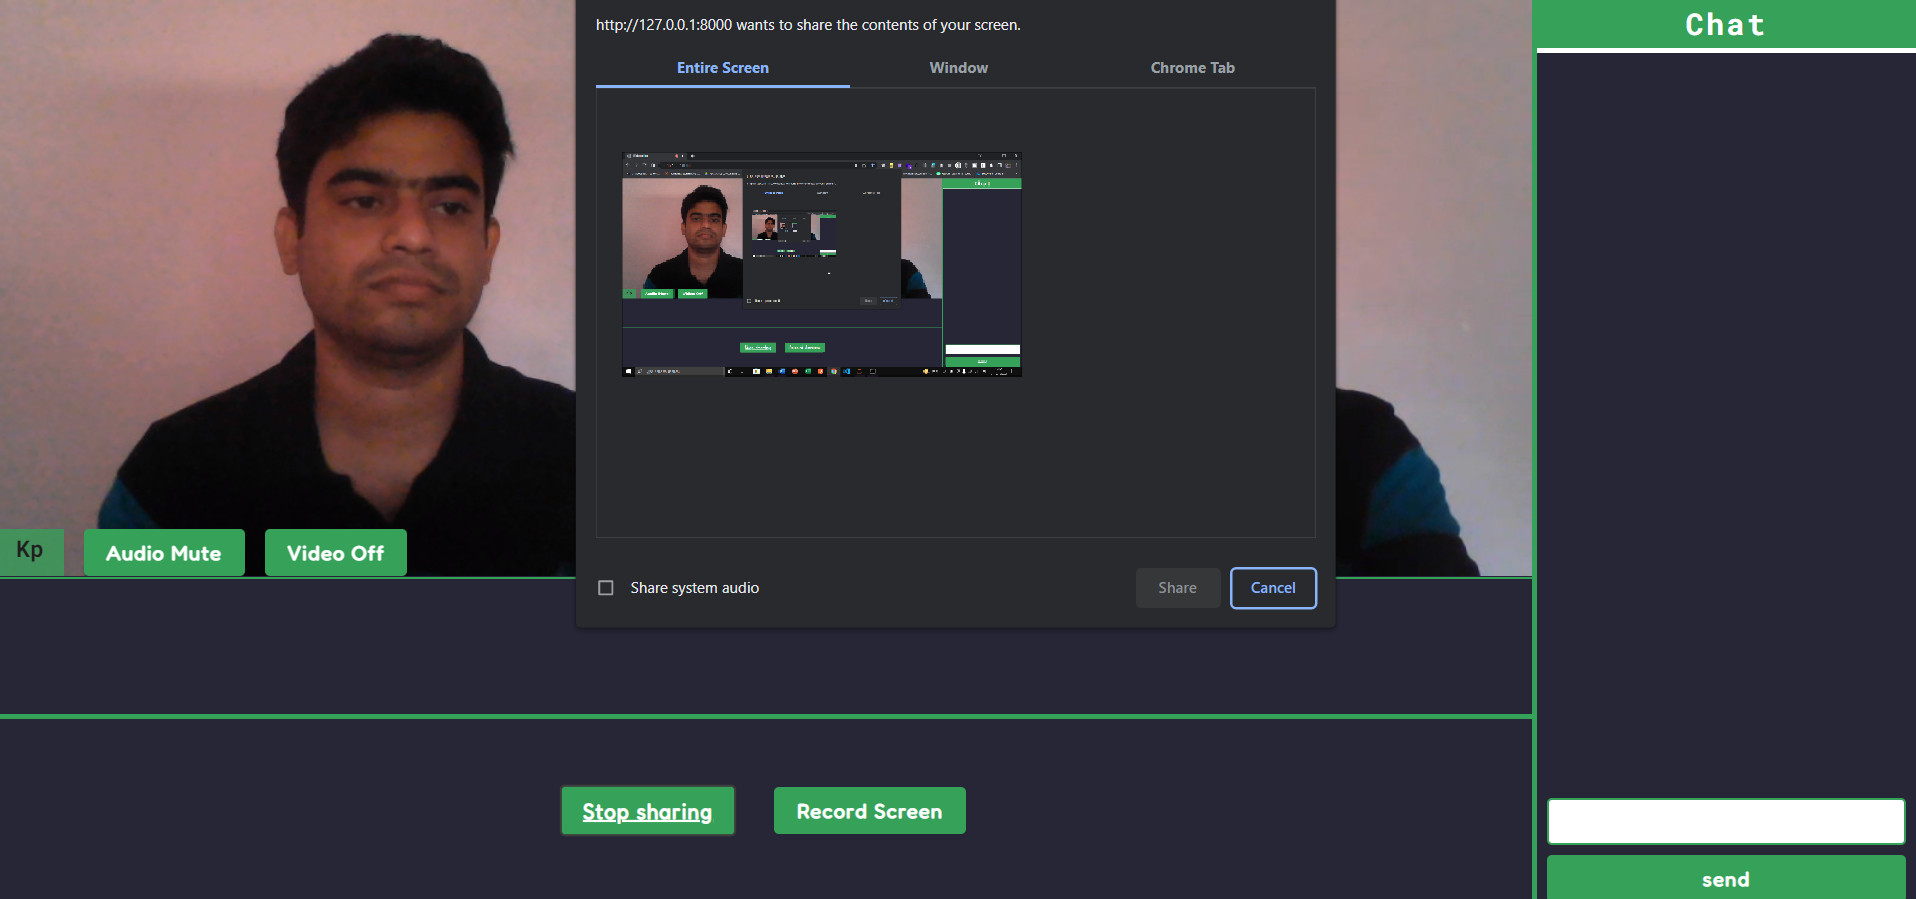 http://127.0.0.1:8000 wants to share the contents of your screen.
Entire Screen
Window
Chrome Tab
Share system audio
Share
Cancel
Kp
Audio Mute
Video Off
Stop sharing
Record Screen
Chat
send